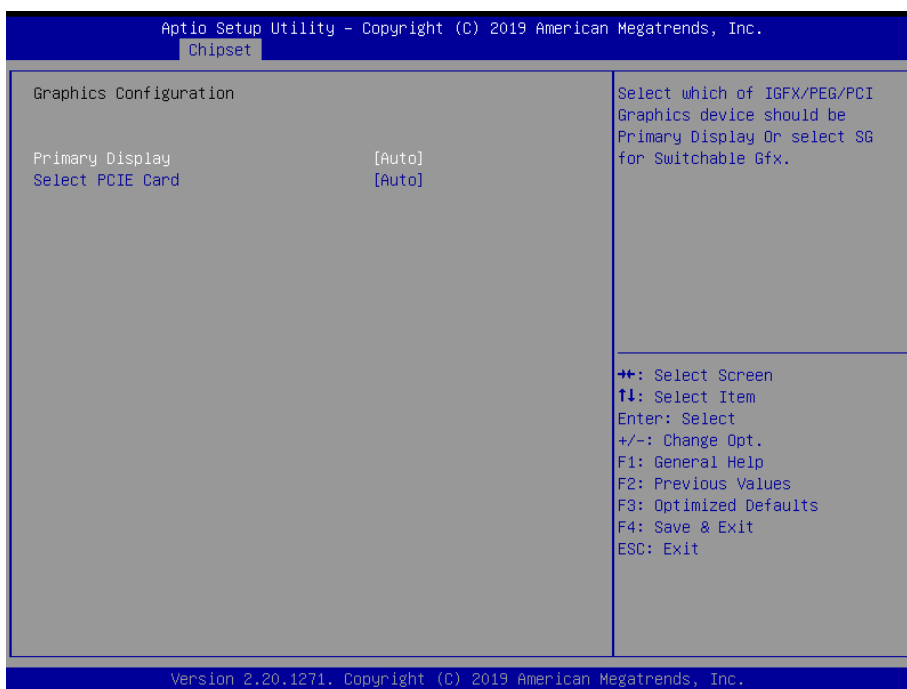 Aptio Setup Utility – Copyright (C) 2019 American Megatrends, Inc.
Chipset
Graphics Configuration
Primary Display [Auto]
Select PCIE Card [Auto]
Select which of IGFX/PEG/PCI
Graphics device should be
Primary Display Or select SG
for Switchable Gfx.
→←: Select Screen
↑↓: Select Item
Enter: Select
+/-: Change Opt.
F1: General Help
F2: Previous Values
F3: Optimized Defaults
F4: Save & Exit
ESC: Exit
Version 2.20.1271. Copyright (C) 2019 American Megatrends, Inc.